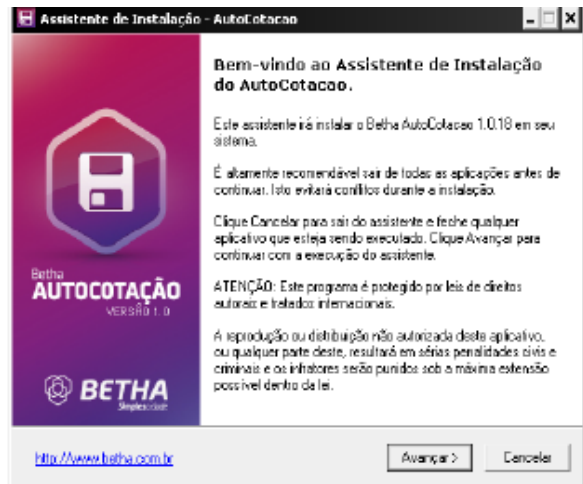 Assistente de Instalação - AutoCotacao
Bem-vindo ao Assistente de Instalação
do AutoCotacao.
Este assistente irá instalar o Betha AutoCotacao 1.0.18 em seu
sistema.
É altamente recomendável sair de todas as aplicações antes de
continuar. Isto evitará conflitos durante a instalação.
Clique Cancelar para sair do assistente e feche qualquer
aplicativo que esteja sendo executado. Clique Avançar para
continuar com a execução do assistente.
ATENÇÃO: Este programa é protegido por leis de direitos
autorais e tratados internacionais.
A reprodução ou distribuição não autorizada deste aplicativo,
ou qualquer parte deste, resultará em sérias penalidades civis e
criminais e os infratores serão punidos sob a máxima extensão
possível dentro da lei.
Betha
AUTOCOTAÇÃO
VERSÃO 1.0
BETHA
Simplescidade
http://www.betha.com.br
Avançar >
Cancelar